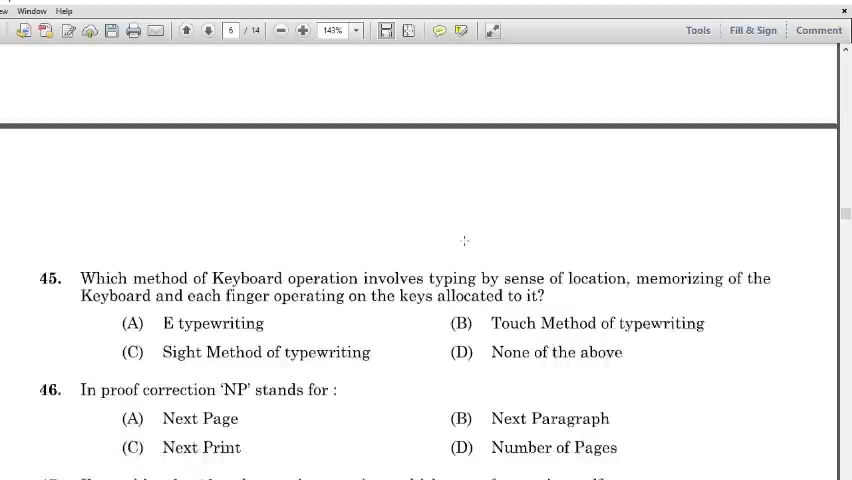 Window Help
6 / 14 143% Tools Fill & Sign Comment
45. Which method of Keyboard operation involves typing by sense of location, memorizing of the
Keyboard and each finger operating on the keys allocated to it?
(A) E typewriting (B) Touch Method of typewriting
(C) Sight Method of typewriting (D) None of the above
46. In proof correction ‘NP’ stands for :
(A) Next Page (B) Next Paragraph
(C) Next Print (D) Number of Pages